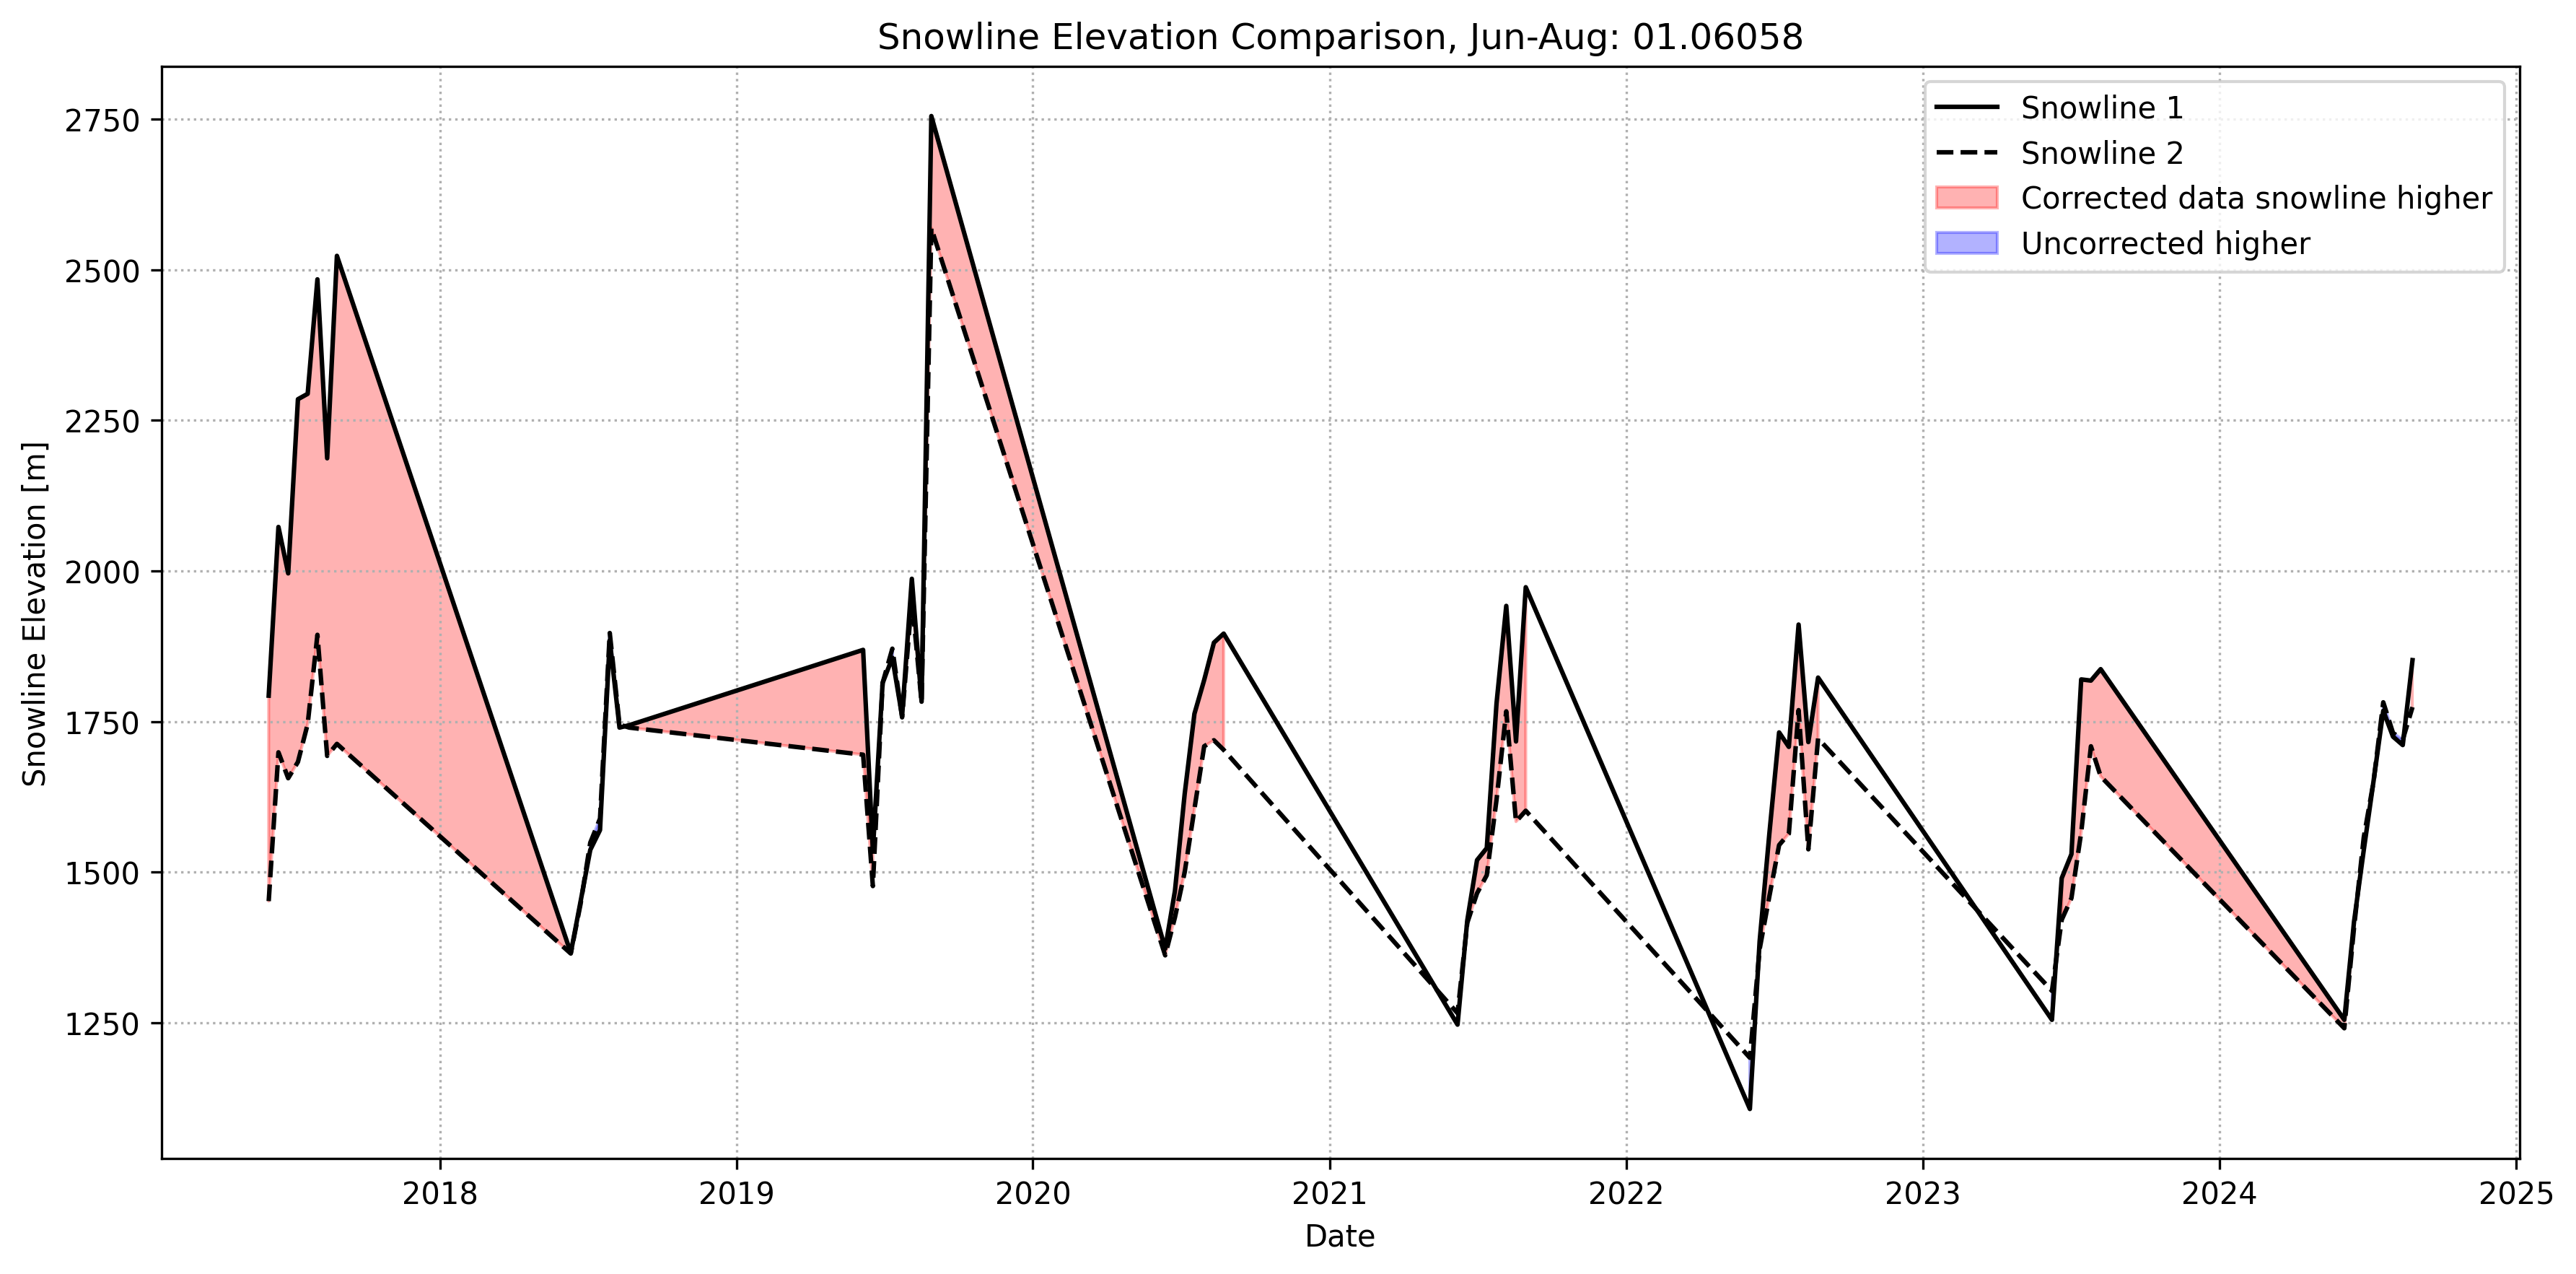 Snowline Elevation Comparison, Jun-Aug: 01.06058
Snowline 1
Snowline 2
Corrected data snowline higher
Uncorrected higher
Snowline Elevation [m]
2750
2500
2250
2000
1750
1500
1250
2018 2019 2020 2021 2022 2023 2024 2025
Date